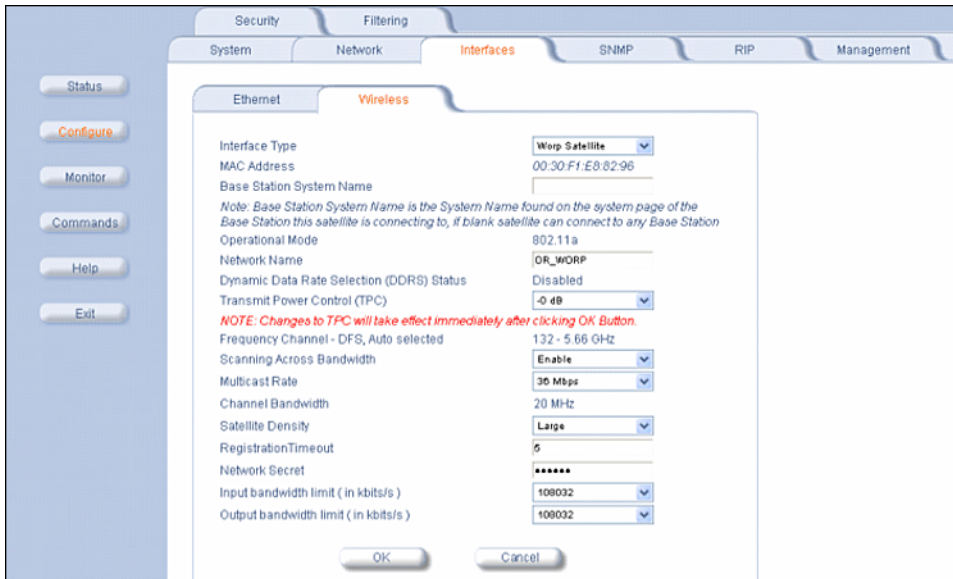 Security Filtering
System Network Interfaces SNMP RIP Management
Status
Configure
Monitor
Commands
Help
Exit
Ethernet Wireless
Interface Type Worp Satellite
MAC Address 00:30:F1:E8:82:96
Base Station System Name
Note: Base Station System Name is the System Name found on the system page of the
Base Station this satellite is connecting to, if blank satellite can connect to any Base Station
Operational Mode 802.11a
Network Name OR_WORP
Dynamic Data Rate Selection (DDRS) Status Disabled
Transmit Power Control (TPC) -0 dB
NOTE: Changes to TPC will take effect immediately after clicking OK Button.
Frequency Channel - DFS, Auto selected 132 - 5.66 GHz
Scanning Across Bandwidth Enable
Multicast Rate 36 Mbps
Channel Bandwidth 20 MHz
Satellite Density Large
RegistrationTimeout 5
Network Secret ••••••
Input bandwidth limit ( in kbits/s ) 108032
Output bandwidth limit ( in kbits/s ) 108032
OK Cancel